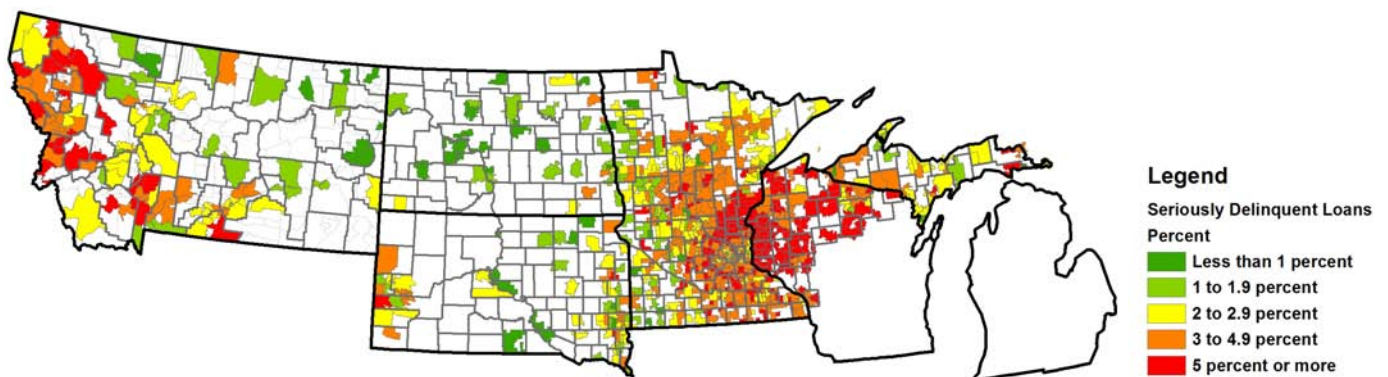 Legend
Seriously Delinquent Loans
Percent
Less than 1 percent
1 to 1.9 percent
2 to 2.9 percent
3 to 4.9 percent
5 percent or more